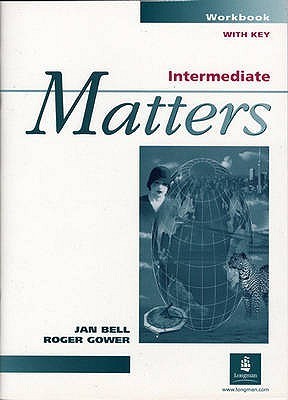 Workbook
WITH KEY
Intermediate
Matters
JAN BELL
ROGER GOWER
Longman
www.longman.com